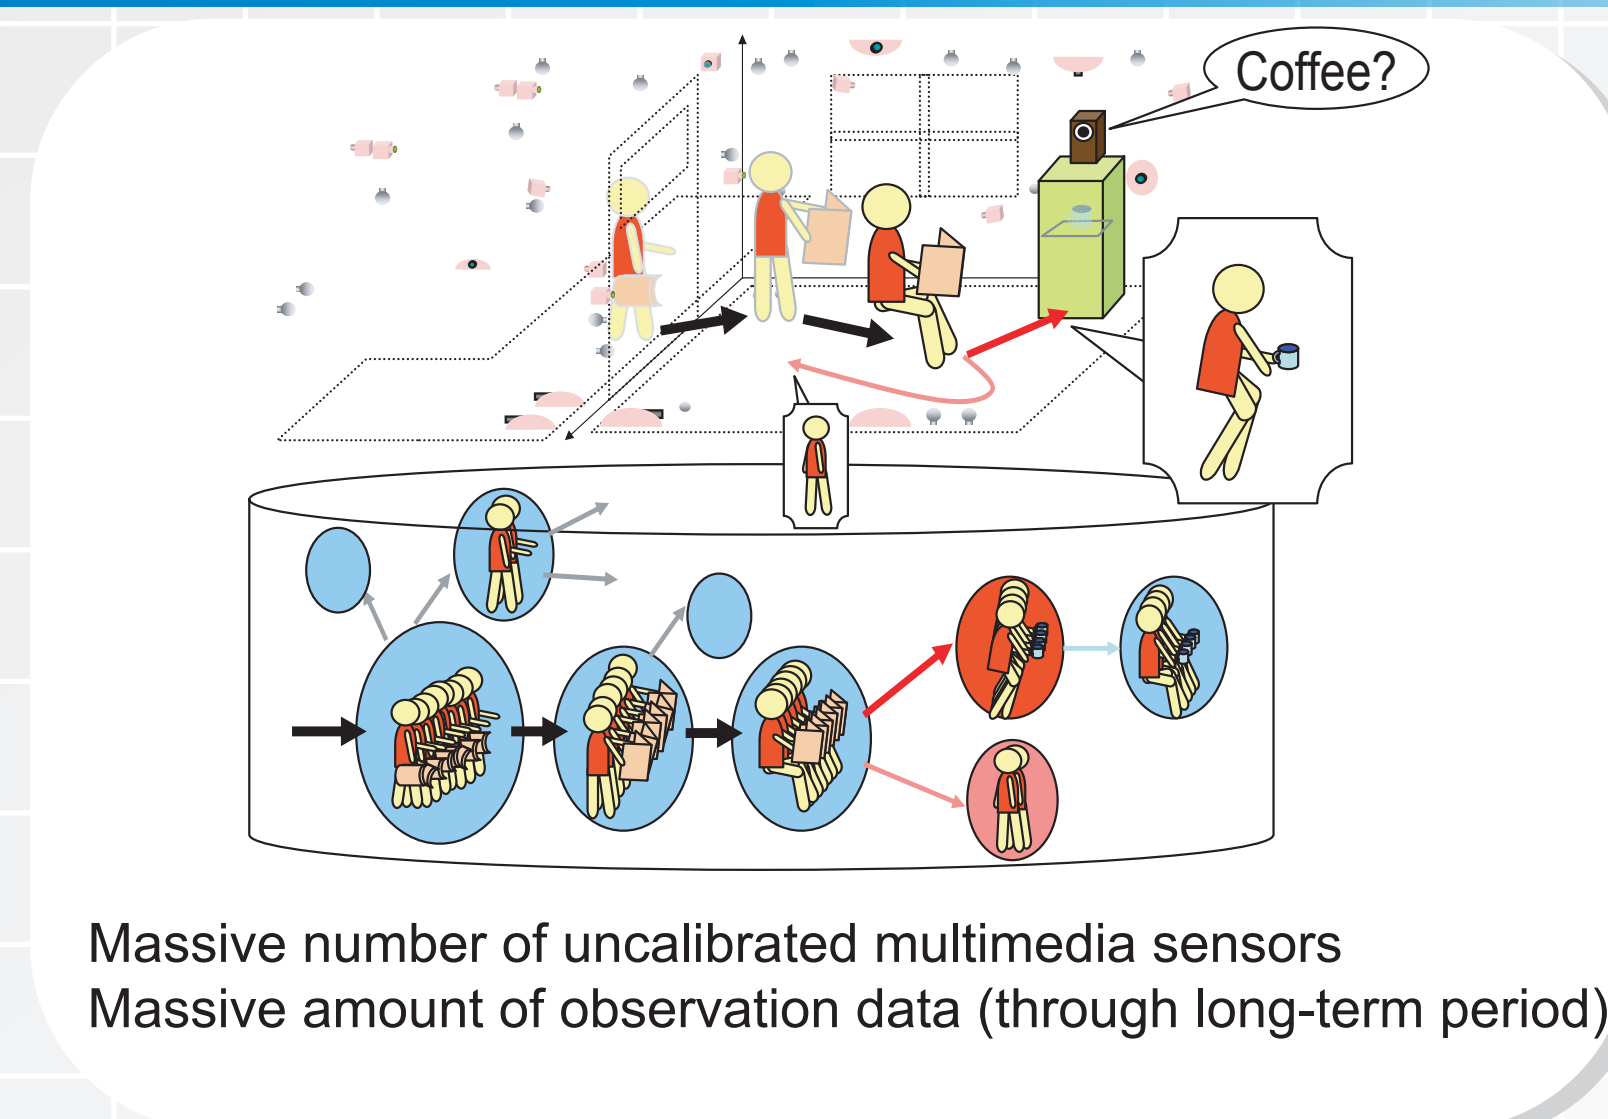 Coffee?
Massive number of uncalibrated multimedia sensors
Massive amount of observation data (through long-term period)